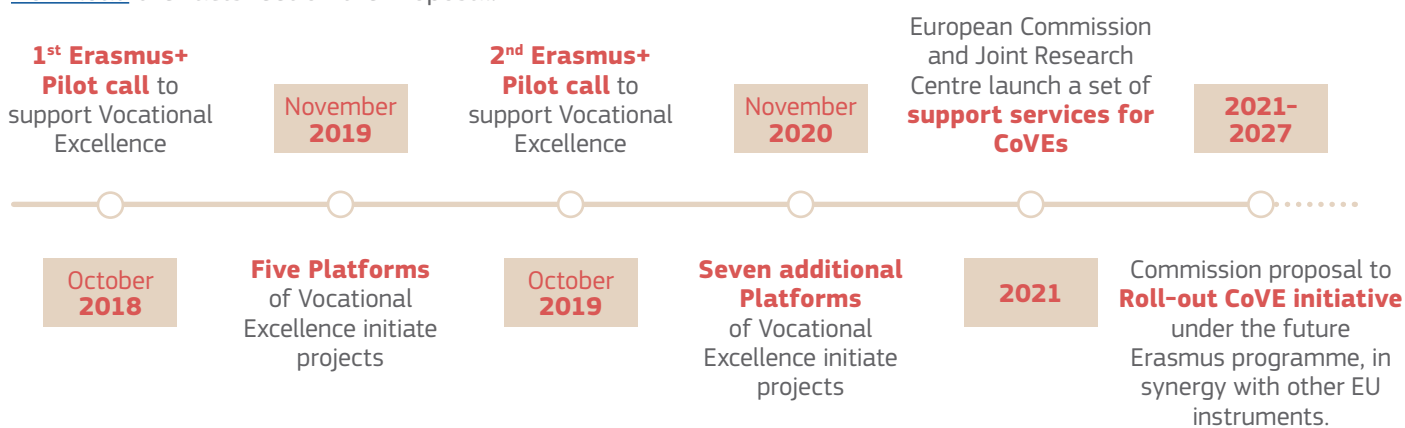 1st Erasmus+
Pilot call to
support Vocational
Excellence
October
2018
November
2019
Five Platforms
of Vocational
Excellence initiate
projects
2nd Erasmus+
Pilot call to
support Vocational
Excellence
October
2019
November
2020
Seven additional
Platforms
of Vocational
Excellence initiate
projects
European Commission
and Joint Research
Centre launch a set of
support services for
CoVEs
2021
2021-
2027
Commission proposal to
Roll-out CoVE initiative
under the future
Erasmus programme, in
synergy with other EU
instruments.